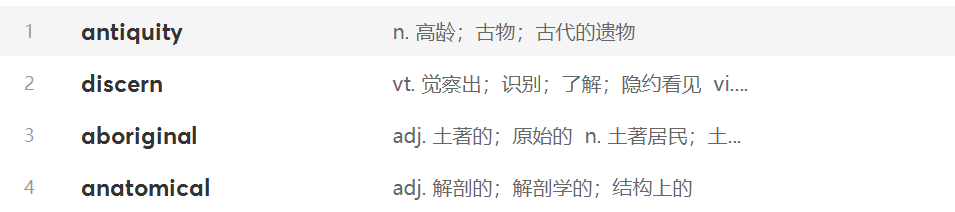 1 antiquity n. 高龄；古物；古代的遗物
2 discern vt. 觉察出；识别；了解；隐约看见 vi....
3 aboriginal adj. 土著的；原始的 n. 土著居民；土...
4 anatomical adj. 解剖的；解剖学的；结构上的